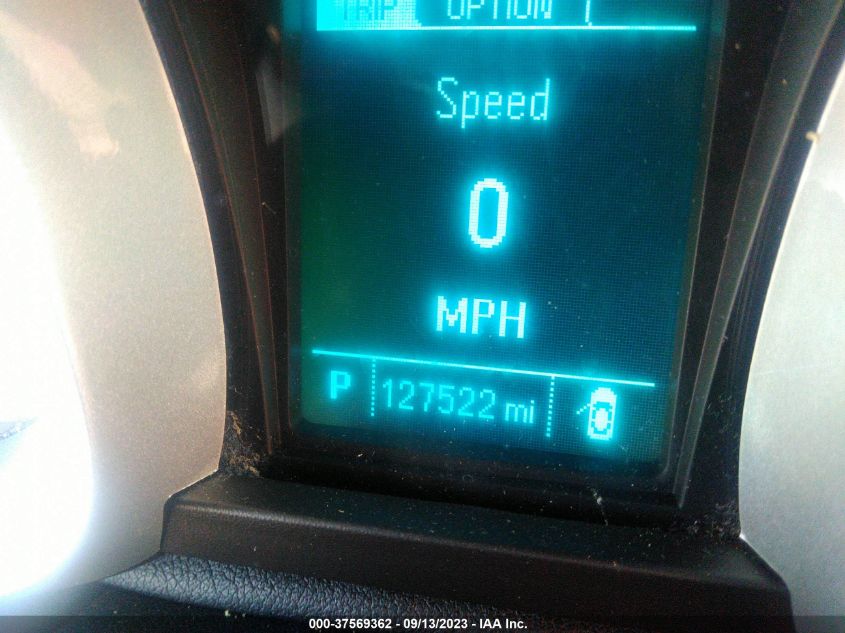 TRIP OPTION
Speed
0
MPH
P 127522 mi
000-37569362 - 09/13/2023 - IAA Inc.